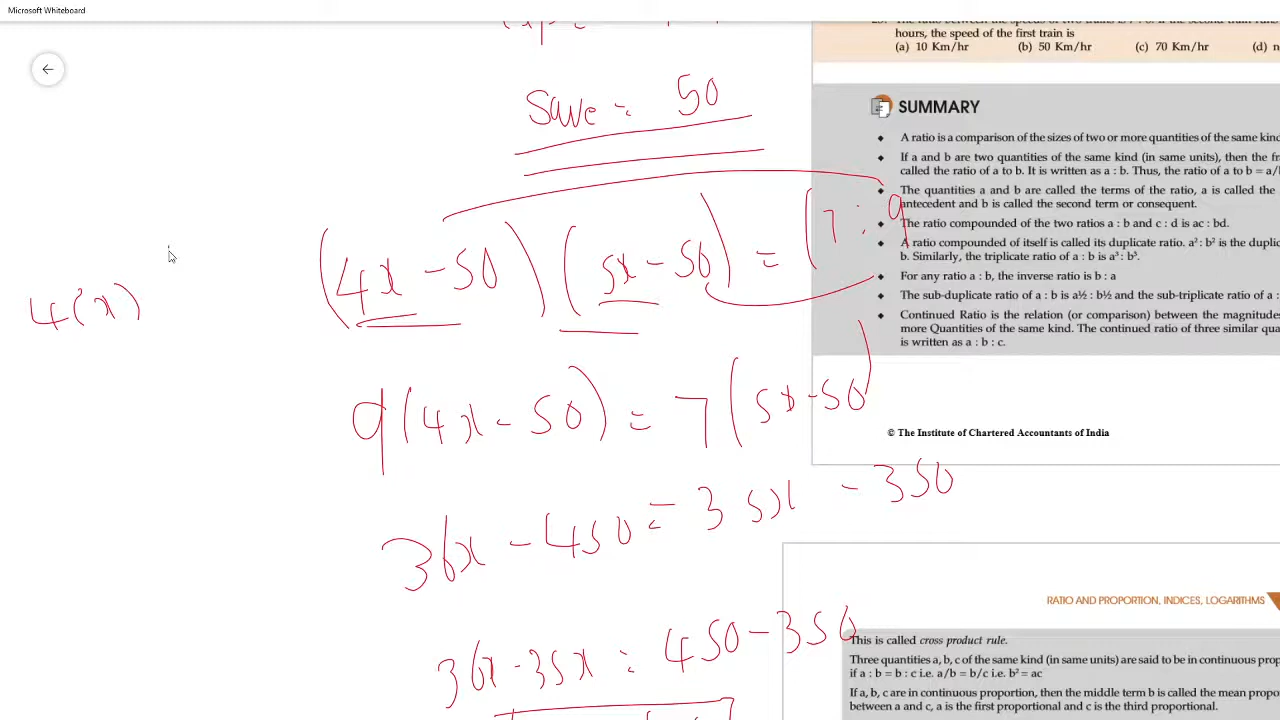 Microsoft Whiteboard
Save = 50
(4x - 50) (5x - 50) = (7 : 9
4(x)
9(4x - 50) = 7(5x - 50)
36x - 450 = 35x - 350
36x - 35x = 450 - 350
hours, the speed of the first train is
(a) 10 Km/hr (b) 50 Km/hr (c) 70 Km/hr (d)
SUMMARY
A ratio is a comparison of the sizes of two or more quantities of the same kind
If a and b are two quantities of the same kind (in same units), then the
called the ratio of a to b. It is written as a : b. Thus, the ratio of a to b = a/
The quantities a and b are called the terms of the ratio, a is called the
antecedent and b is called the second term or consequent.
The ratio compounded of the two ratios a : b and c : d is ac : bd.
A ratio compounded of itself is called its duplicate ratio. a² : b² is the
b. Similarly, the triplicate ratio of a : b is a³ : b³.
For any ratio a : b, the inverse ratio is b : a
The sub-duplicate ratio of a : b is a½ : b½ and the sub-triplicate ratio of a :
Continued Ratio is the relation (or comparison) between the magnitudes
more Quantities of the same kind. The continued ratio of three similar
is written as a : b : c.
© The Institute of Chartered Accountants of India
RATIO AND PROPORTION, INDICES, LOGARITHMS
This is called cross product rule.
Three quantities a, b, c of the same kind (in same units) are said to be in continuous
if a : b = b : c i.e. a/b = b/c i.e. b² = ac
If a, b, c are in continuous proportion, then the middle term b is called the mean
between a and c, a is the first proportional and c is the third proportional.